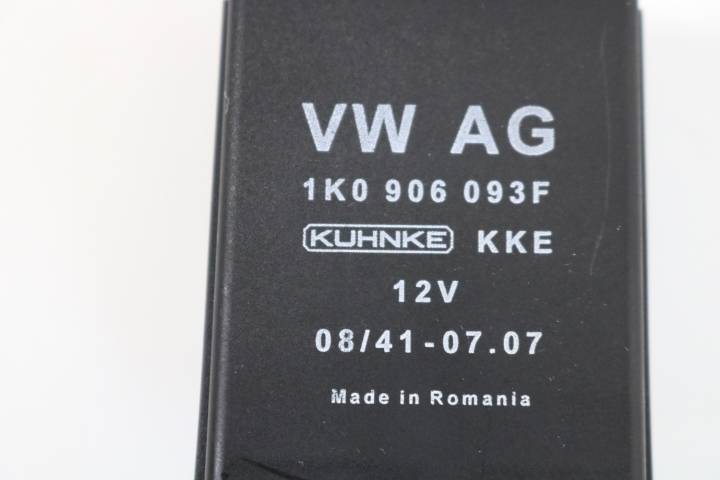 VW AG
1K0 906 093F
KUHNKE KKE
12V
08/41-07.07
Made in Romania